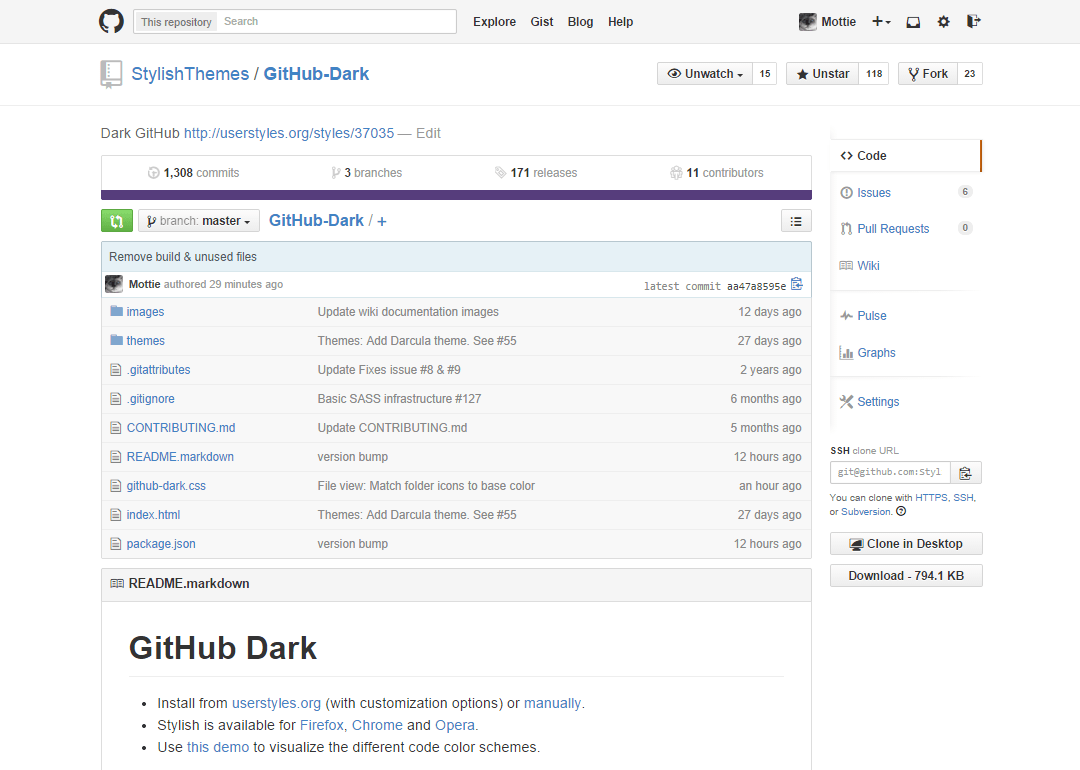 This repository Search Explore Gist Blog Help Mottie
StylishThemes / GitHub-Dark Unwatch 15 Unstar 118 Fork 23
Dark GitHub http://userstyles.org/styles/37035 — Edit
1,308 commits 3 branches 171 releases 11 contributors
branch: master GitHub-Dark / +
Remove build & unused files
Mottie authored 29 minutes ago latest commit aa47a8595e
images Update wiki documentation images 12 days ago
themes Themes: Add Darcula theme. See #55 27 days ago
.gitattributes Update Fixes issue #8 & #9 2 years ago
.gitignore Basic SASS infrastructure #127 6 months ago
CONTRIBUTING.md Update CONTRIBUTING.md 5 months ago
README.markdown version bump 12 hours ago
github-dark.css File view: Match folder icons to base color an hour ago
index.html Themes: Add Darcula theme. See #55 27 days ago
package.json version bump 12 hours ago
README.markdown
GitHub Dark
• Install from userstyles.org (with customization options) or manually.
• Stylish is available for Firefox, Chrome and Opera.
• Use this demo to visualize the different code color schemes.
Code
Issues 6
Pull Requests 0
Wiki
Pulse
Graphs
Settings
SSH clone URL
git@github.com:Styl
You can clone with HTTPS, SSH,
or Subversion.
Clone in Desktop
Download - 794.1 KB